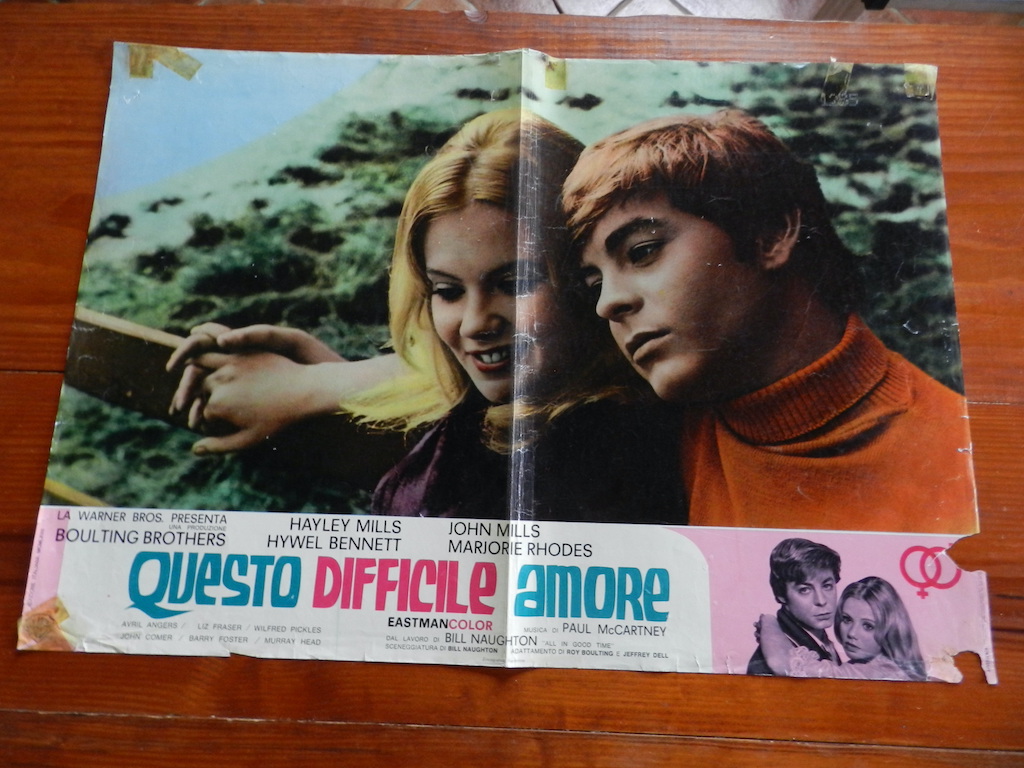 1285
LA WARNER BROS. PRESENTA
UNA PRODUZIONE
BOULTING BROTHERS
HAYLEY MILLS JOHN MILLS
HYWEL BENNETT MARJORIE RHODES
QUESTO DIFFICILE AMORE
EASTMANCOLOR
AVRIL ANGERS / LIZ FRASER / WILFRED PICKLES
JOHN COMER / BARRY FOSTER / MURRAY HEAD
MUSICA DI PAUL McCARTNEY
DAL LAVORO DI BILL NAUGHTON "ALL IN GOOD TIME"
SCENEGGIATURA DI BILL NAUGHTON ADATTAMENTO DI ROY BOULTING E JEFFREY DELL